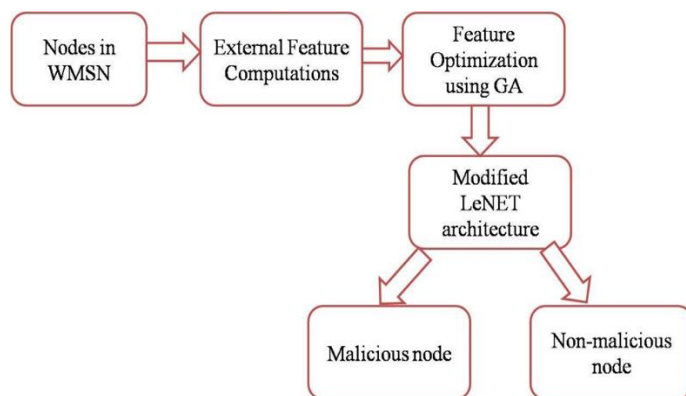 Nodes in
WMSN
External Feature
Computations
Feature
Optimization
using GA
Modified
LeNET
architecture
Malicious node
Non-malicious
node